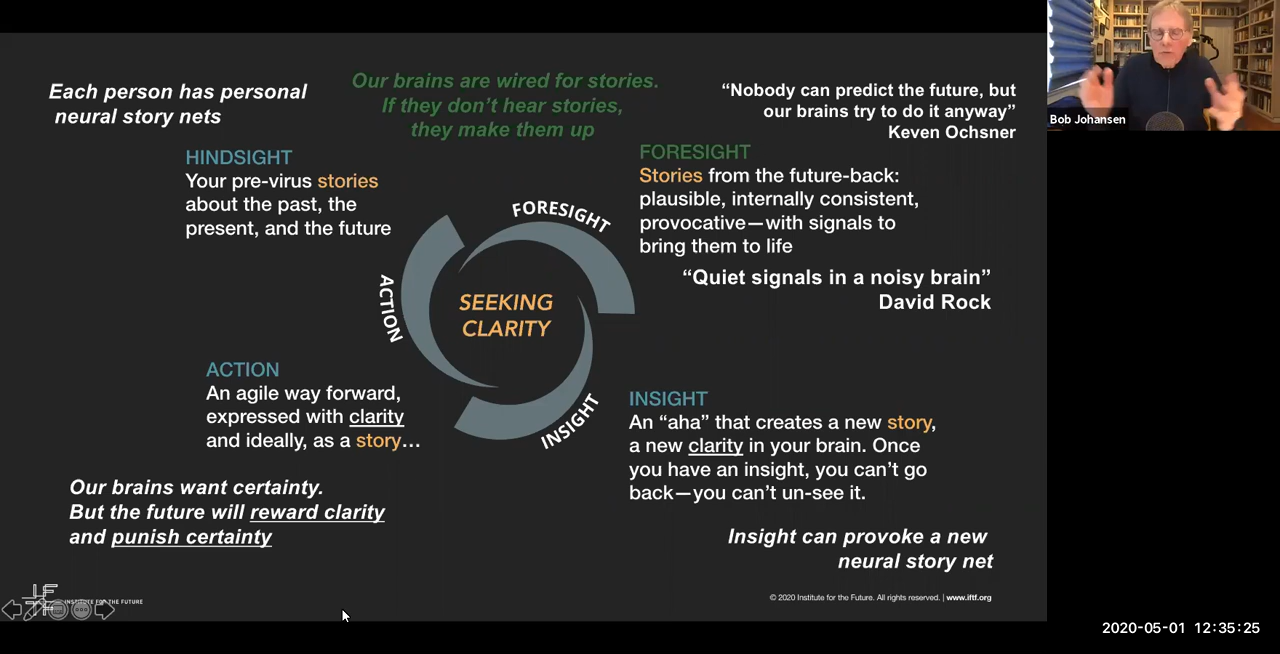 Each person has personal
neural story nets
Our brains are wired for stories.
If they don't hear stories,
they make them up
“Nobody can predict the future, but
our brains try to do it anyway”
Keven Ochsner
Bob Johansen
HINDSIGHT
Your pre-virus stories
about the past, the
present, and the future
FORESIGHT
Stories from the future-back:
plausible, internally consistent,
provocative—with signals to
bring them to life
“Quiet signals in a noisy brain”
David Rock
FORESIGHT
ACTION
INSIGHT
SEEKING
CLARITY
ACTION
An agile way forward,
expressed with clarity
and ideally, as a story...
INSIGHT
An “aha” that creates a new story,
a new clarity in your brain. Once
you have an insight, you can't go
back—you can't un-see it.
Our brains want certainty.
But the future will reward clarity
and punish certainty
Insight can provoke a new
neural story net
IF
TF
INSTITUTE FOR THE FUTURE
© 2020 Institute for the Future. All rights reserved. | www.iftf.org
2020-05-01 12:35:25